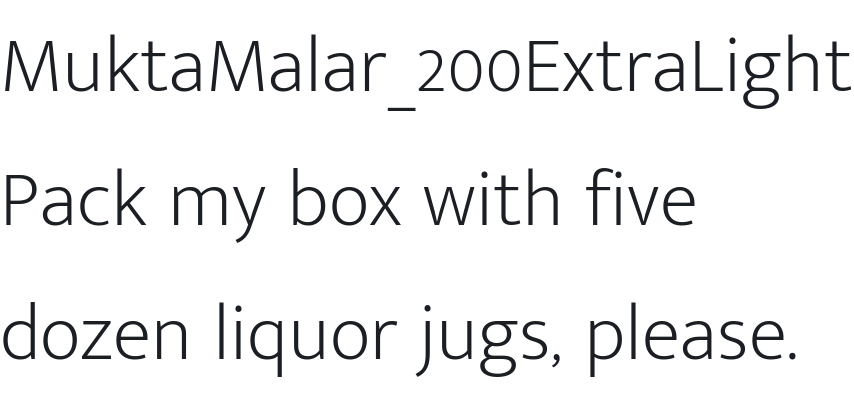 MuktaMalar_200ExtraLight
Pack my box with five
dozen liquor jugs, please.